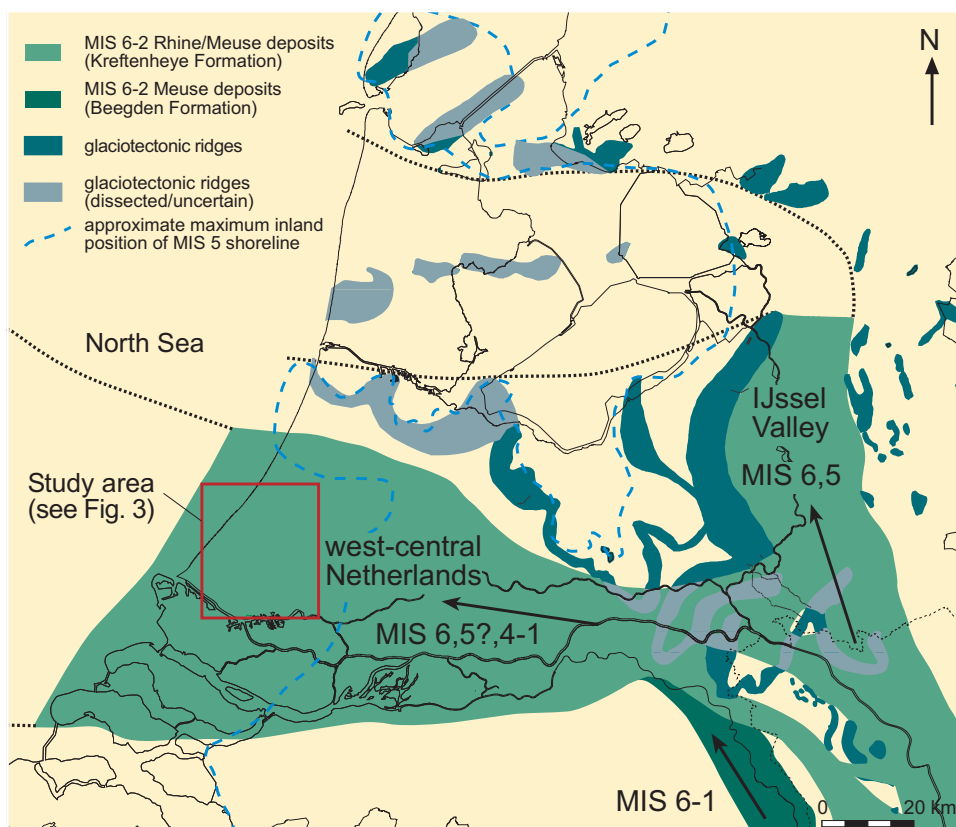 MIS 6-2 Rhine/Meuse deposits
(Kreftenheye Formation)
MIS 6-2 Meuse deposits
(Beegden Formation)
glaciotectonic ridges
glaciotectonic ridges
(dissected/uncertain)
approximate maximum inland
position of MIS 5 shoreline
N
North Sea
IJssel
Valley
MIS 6,5
Study area
(see Fig. 3)
west-central
Netherlands
MIS 6,5?,4-1
MIS 6-1
0 20 km